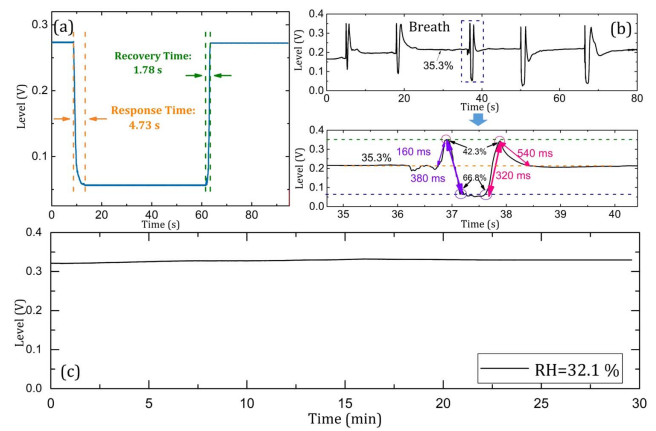 (a)
Recovery Time:
1.78 s
Response Time:
4.73 s
Level (V)
0.3
0.2
0.1
0 20 40 60 80
Time (s)
(b)
Breath
35.3%
Level (V)
0.4
0.3
0.2
0.1
0.0
0 20 40 60 80
Time (s)
35.3%
160 ms
42.3%
540 ms
380 ms
66.8%
320 ms
Level (V)
0.4
0.3
0.2
0.1
0.0
35 36 37 38 39 40
Time (s)
Level (V)
0.4
0.3
0.2
0.1
0.0
(c)
RH=32.1 %
0 5 10 15 20 25 30
Time (min)